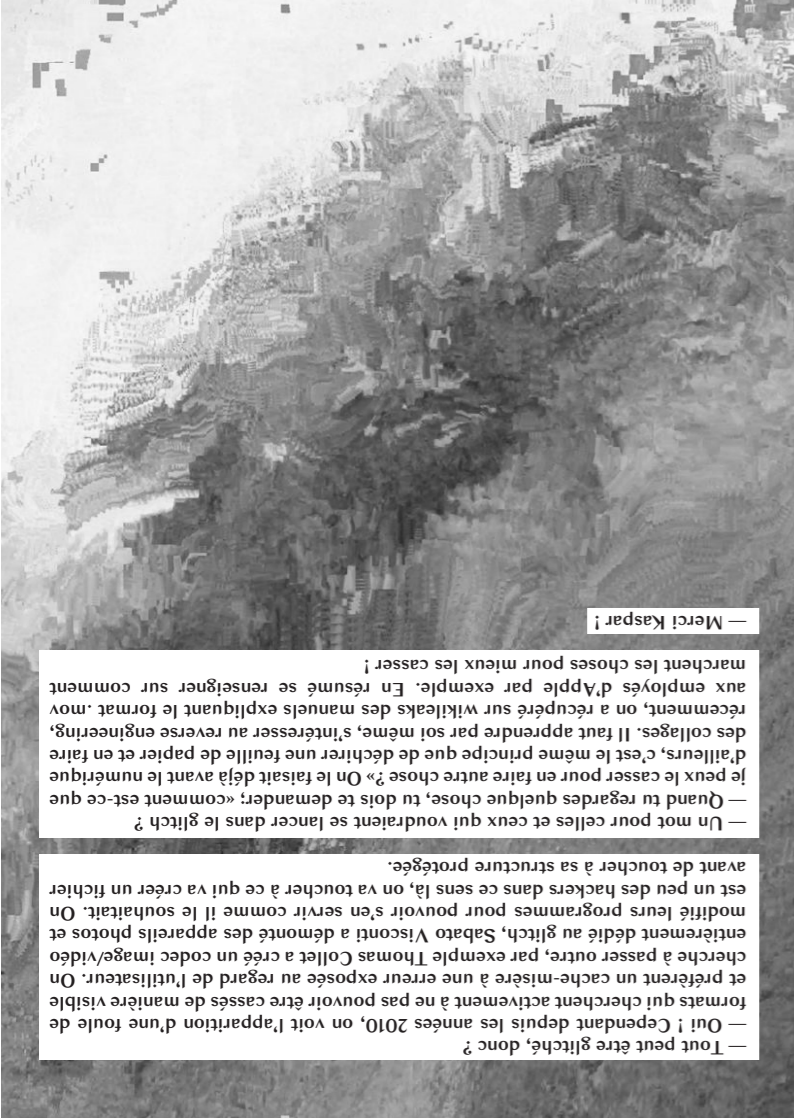 — Tout peut être glitché, donc ?
— Oui ! Cependant depuis les années 2010, on voit l'apparition d'une foule de
formats qui cherchent activement à ne pas pouvoir être cassés de manière visible
et préfèrent un cache-misère à une erreur exposée au regard de l'utilisateur. On
cherche à passer outre, par exemple Thomas Collet a créé un codec image/vidéo
entièrement dédié au glitch, Sabato Visconti a démonté des appareils photos et
modifié leurs programmes pour pouvoir s'en servir comme il le souhaitait. On
est un peu des hackers dans ce sens là, on va toucher à ce qui va créer un fichier
avant de toucher à sa structure protégée.
— Un mot pour celles et ceux qui voudraient se lancer dans le glitch ?
— Quand tu regardes quelque chose, tu dois te demander; «comment est-ce que
je peux le casser pour en faire autre chose ?» On le faisait déjà avant le numérique
d'ailleurs, c'est le même principe que de déchirer une feuille de papier et en faire
des collages. Il faut apprendre par soi même, s'intéresser au reverse engineering,
récemment, on a récupéré sur wikileaks des manuels expliquant le format .mov
aux employés d'Apple par exemple. En résumé se renseigner sur comment
marchent les choses pour mieux les casser !
— Merci Kaspar !